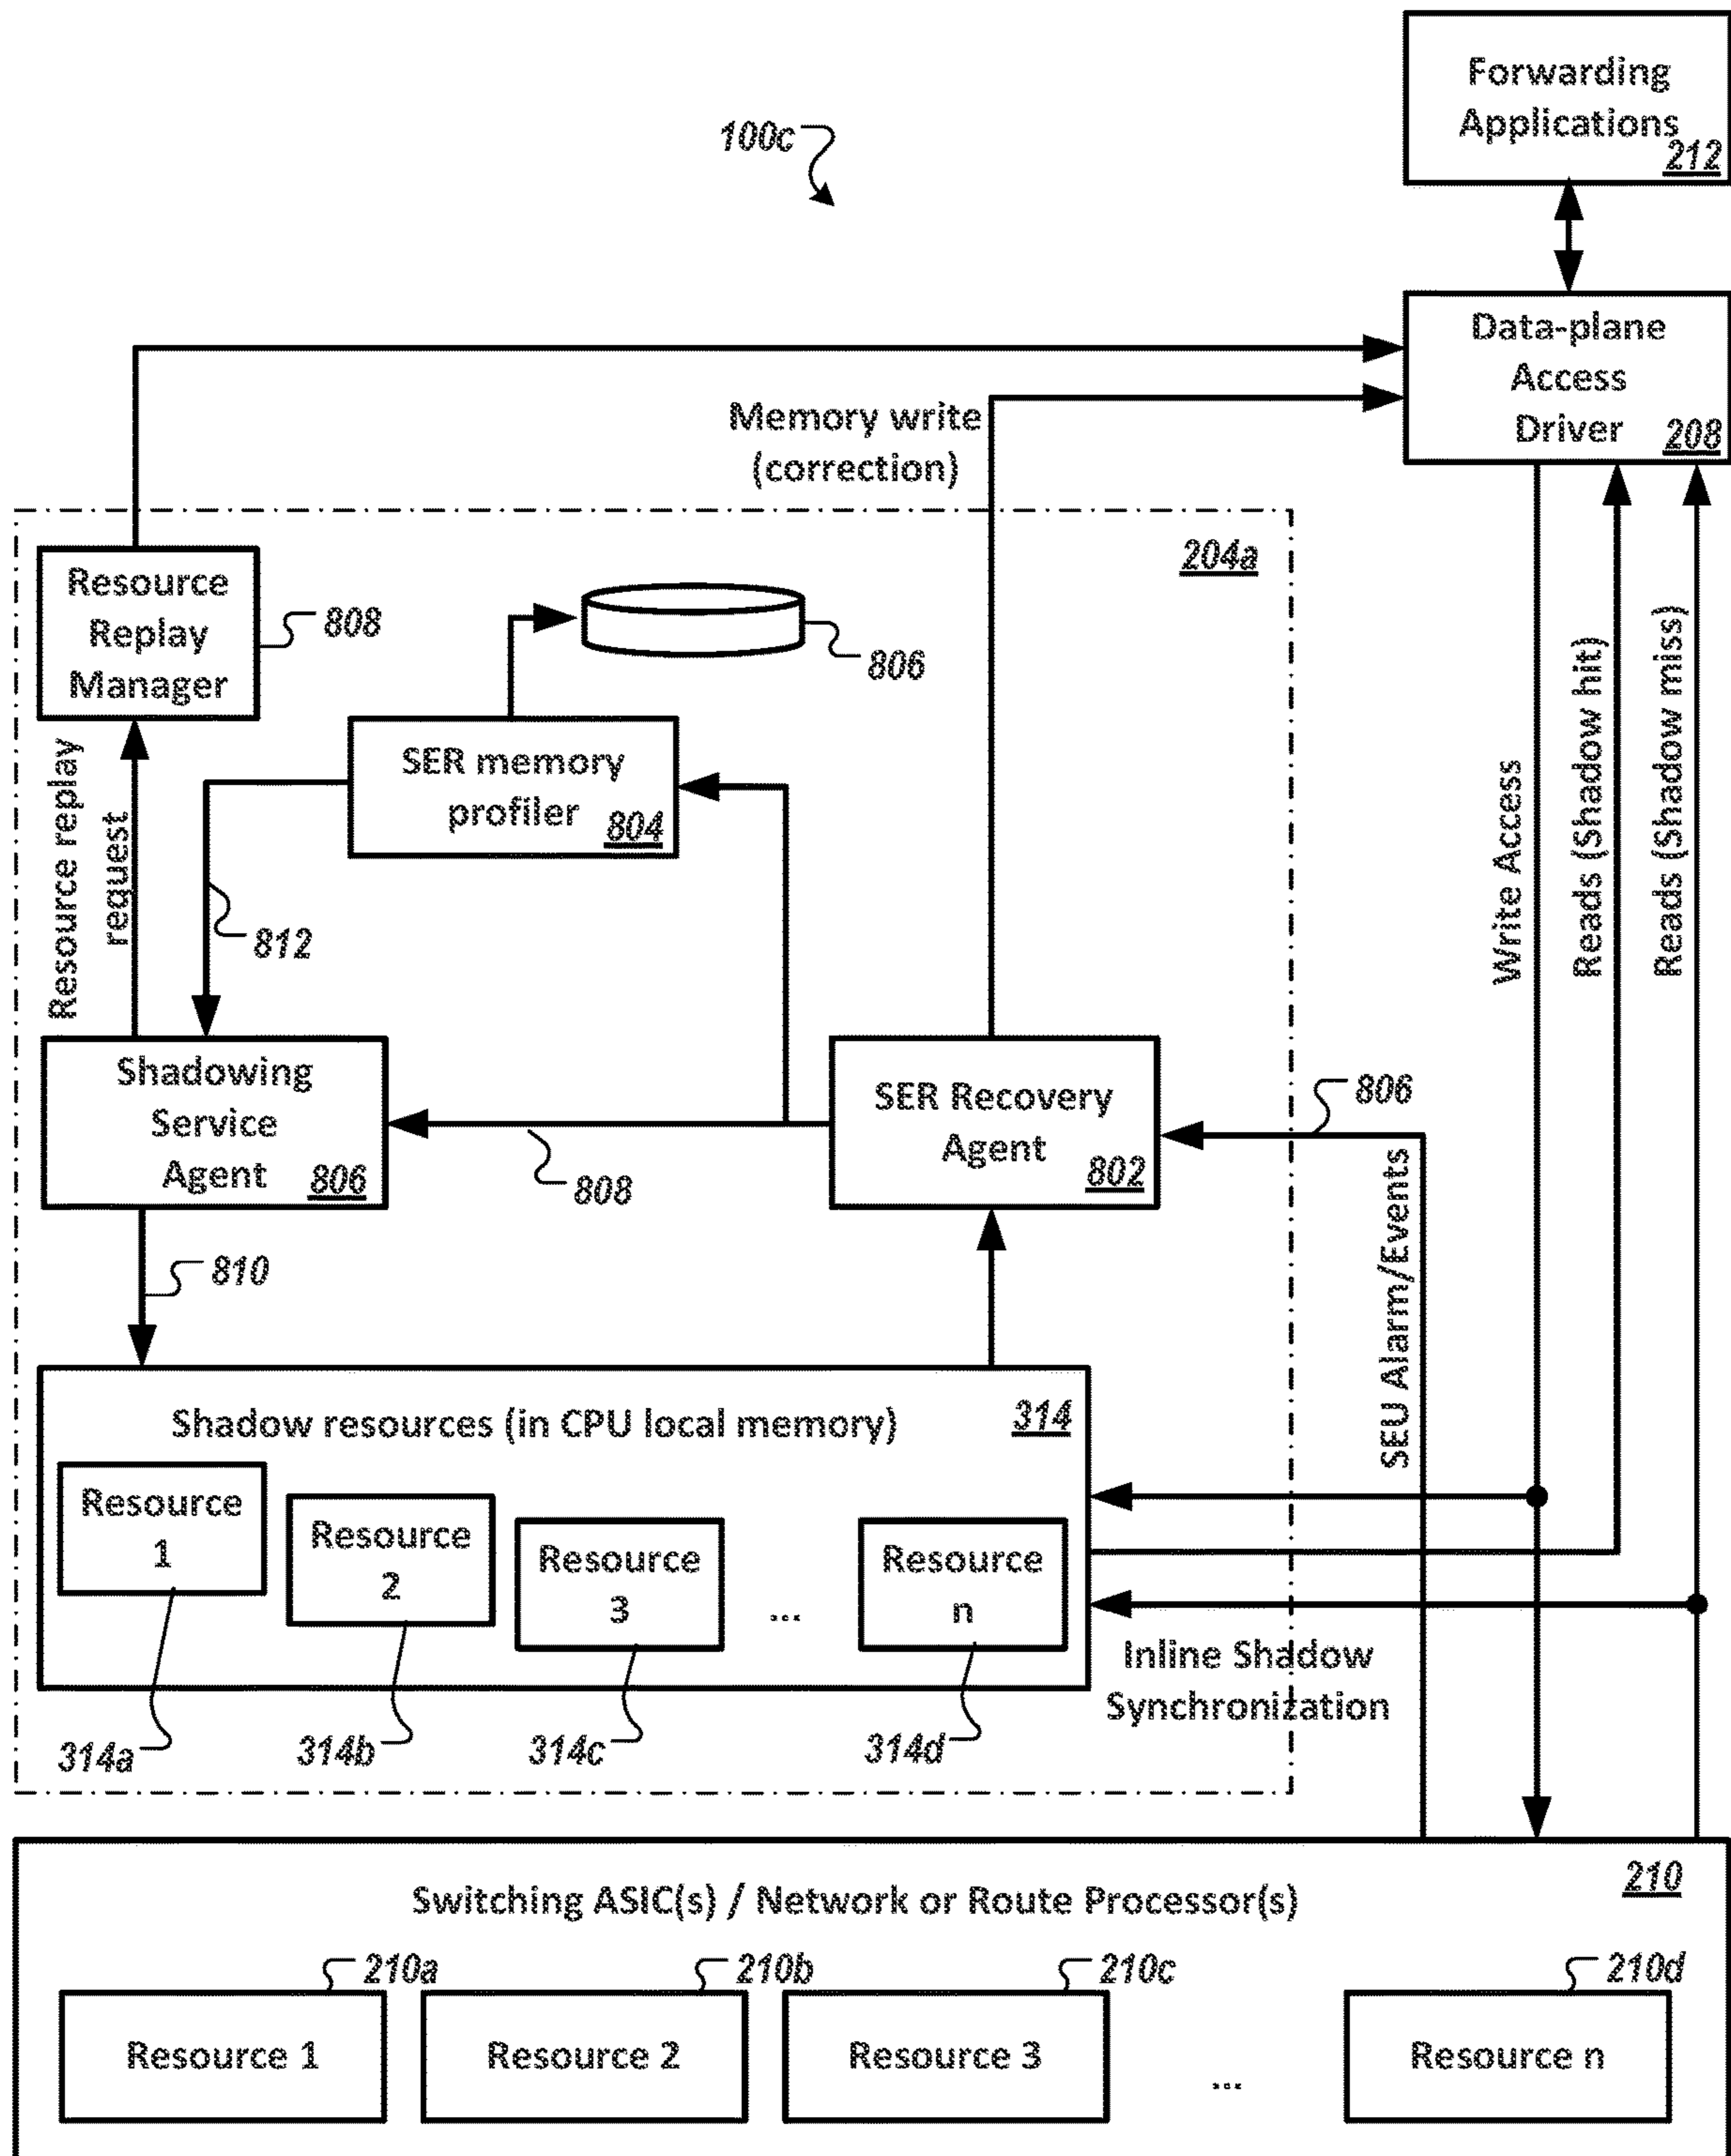 Forwarding
Applications
212
100c
Data-plane
Access
Driver
208
Memory write
(correction)
204a
Resource
Replay
Manager
808
806
SER memory
profiler
804
Resource replay
request
812
Write Access
Reads (Shadow hit)
Reads (Shadow miss)
Shadowing
Service
Agent
806
808
SER Recovery
Agent
802
806
SEU Alarm/Events
810
Shadow resources (in CPU local memory)
314
Resource
1
Resource
2
Resource
3
...
Resource
n
314a
314b
314c
314d
Inline Shadow
Synchronization
210
Switching ASIC(s) / Network or Route Processor(s)
210a
210b
210c
210d
Resource 1
Resource 2
Resource 3
...
Resource n